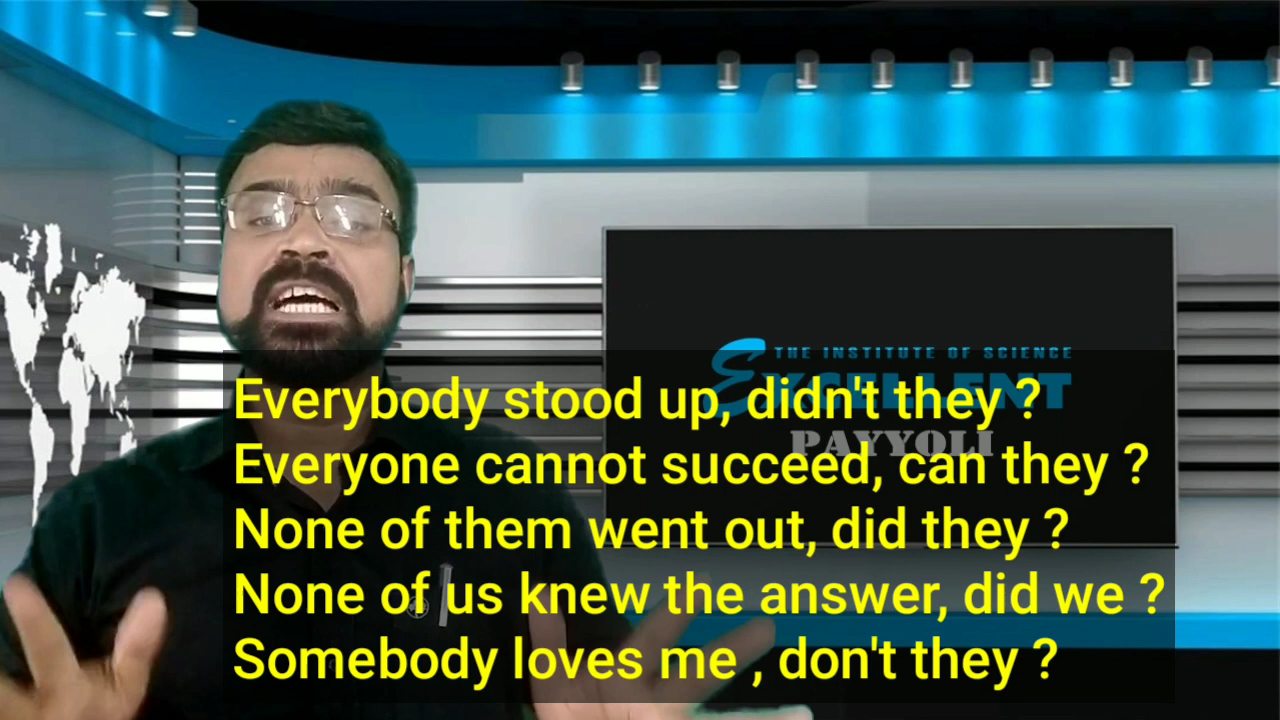 THE INSTITUTE OF SCIENCE
EXCELLENT
PAYYOLI
Everybody stood up, didn't they ?
Everyone cannot succeed, can they ?
None of them went out, did they ?
None of us knew the answer, did we ?
Somebody loves me , don't they ?